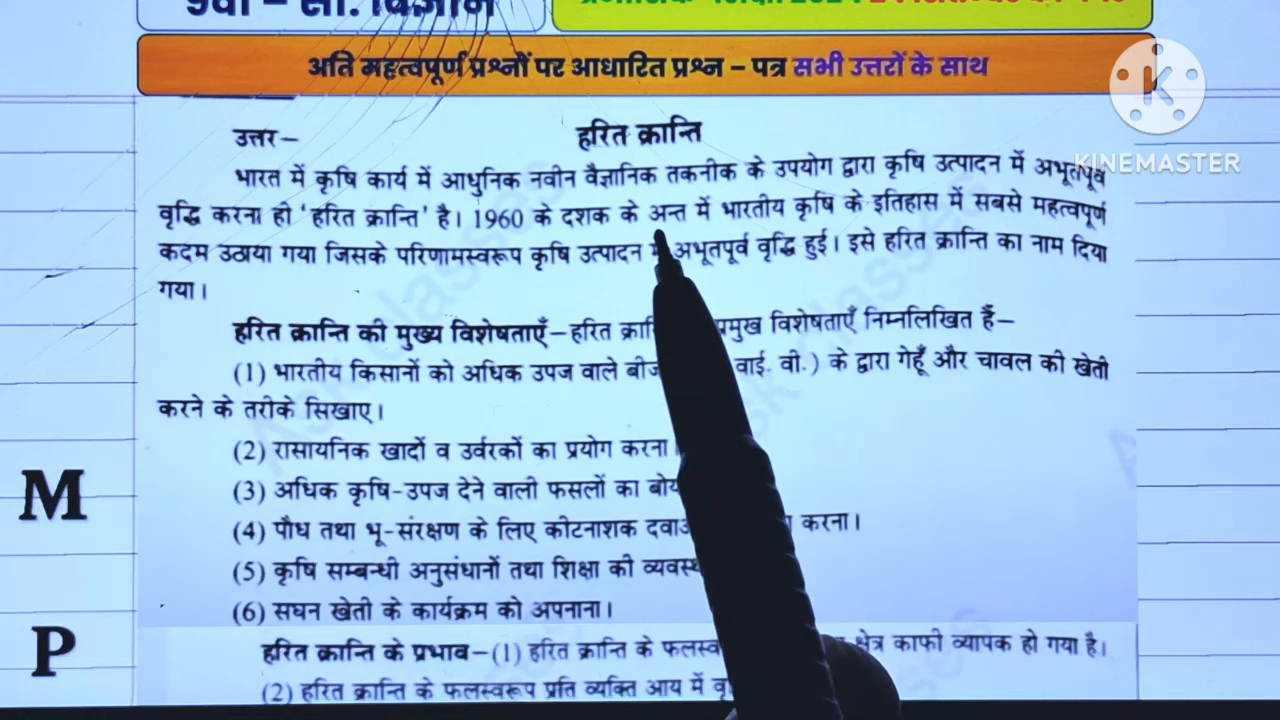 9वीं – सा. विज्ञान
अति महत्वपूर्ण प्रश्नों पर आधारित प्रश्न – पत्र सभी उत्तरों के साथ
KINEMASTER
उत्तर– हरित क्रान्ति
भारत में कृषि कार्य में आधुनिक नवीन वैज्ञानिक तकनीक के उपयोग द्वारा कृषि उत्पादन में अभूतपूर्व
वृद्धि करना ही ‘हरित क्रान्ति’ है। 1960 के दशक के अन्त में भारतीय कृषि के इतिहास में सबसे महत्वपूर्ण
कदम उठाया गया जिसके परिणामस्वरूप कृषि उत्पादन में अभूतपूर्व वृद्धि हुई। इसे हरित क्रान्ति का नाम दिया
गया।
हरित क्रान्ति की मुख्य विशेषताएँ–हरित प्रमुख विशेषताएँ निम्नलिखित हैं–
(1) भारतीय किसानों को अधिक उपज वाले वाई. वी.) के द्वारा गेहूँ और चावल की खेती
करने के तरीके सिखाए।
(2) रासायनिक खादों व उर्वरकों का प्रयोग करना
(3) अधिक कृषि-उपज देने वाली फसलों का
(4) पौध तथा भू-संरक्षण के लिए कीटनाशक करना।
(5) कृषि सम्बन्धी अनुसंधानों तथा शिक्षा की
(6) सघन खेती के कार्यक्रम को अपनाना।
हरित क्रान्ति के प्रभाव–(1) हरित क्रान्ति के क्षेत्र काफी व्यापक हो गया है।
(2) हरित क्रान्ति के फलस्वरूप प्रति व्यक्ति आय में
M
P